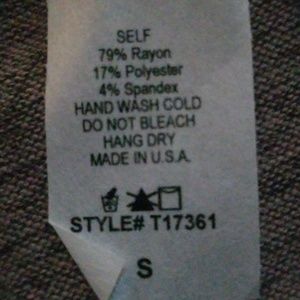 SELF
79% Rayon
17% Polyester
4% Spandex
HAND WASH COLD
DO NOT BLEACH
HANG DRY
MADE IN U.S.A.
STYLE# T17361
S